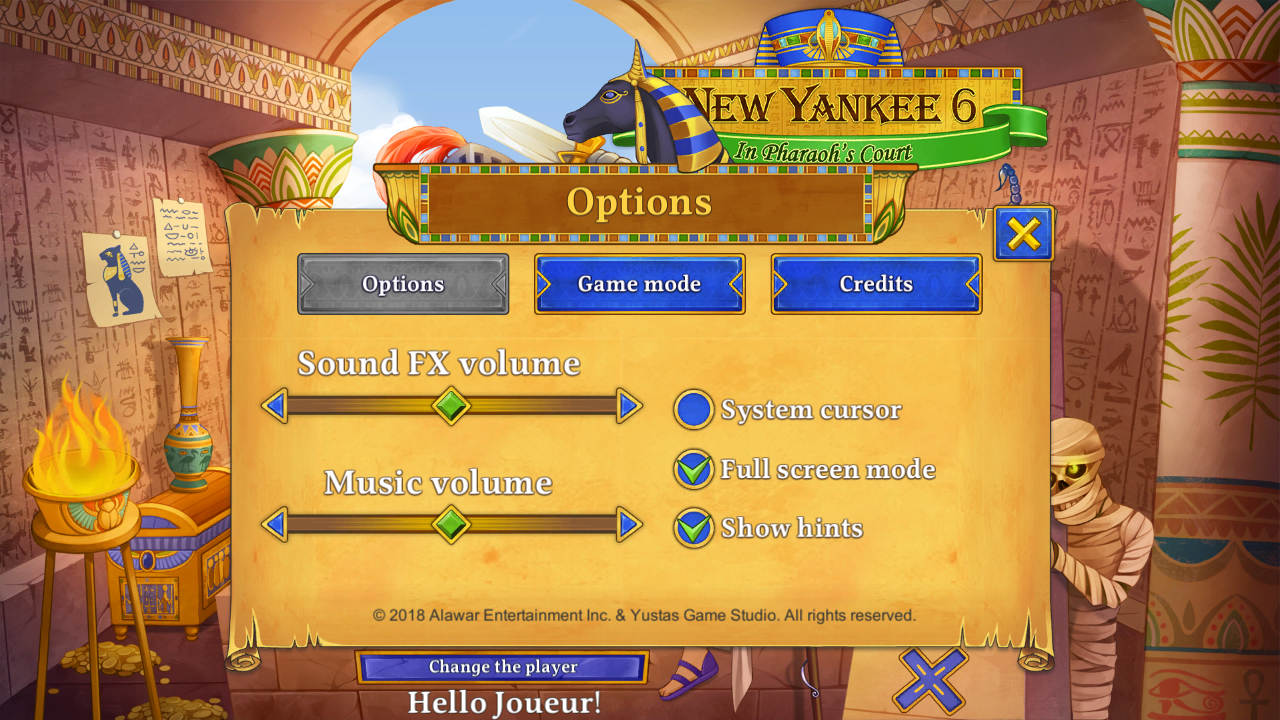 New Yankee 6
In Pharaoh's Court
Options
Options
Game mode
Credits
Sound FX volume
System cursor
Full screen mode
Music volume
Show hints
© 2018 Alawar Entertainment Inc. & Yustas Game Studio. All rights reserved.
Change the player
Hello Joueur!